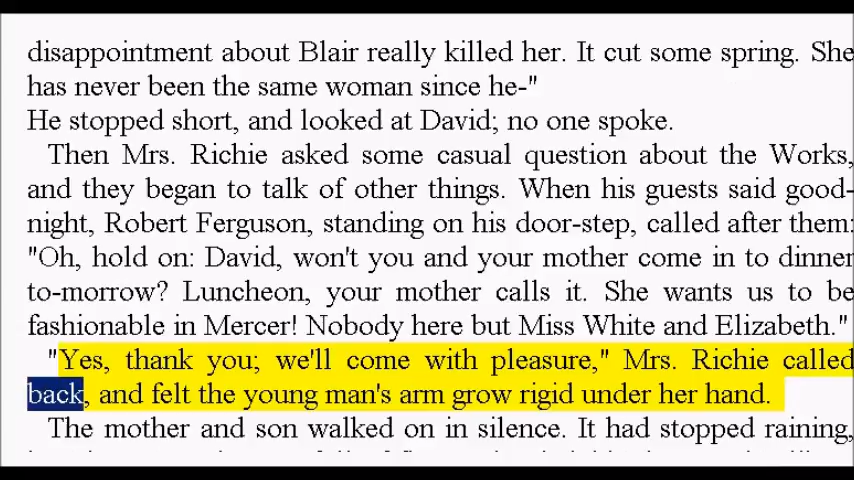 disappointment about Blair really killed her. It cut some spring. She
has never been the same woman since he-"
He stopped short, and looked at David; no one spoke.
Then Mrs. Richie asked some casual question about the Works,
and they began to talk of other things. When his guests said good-
night, Robert Ferguson, standing on his door-step, called after them:
"Oh, hold on: David, won't you and your mother come in to dinner
to-morrow? Luncheon, your mother calls it. She wants us to be
fashionable in Mercer! Nobody here but Miss White and Elizabeth."
"Yes, thank you; we'll come with pleasure," Mrs. Richie called
back, and felt the young man's arm grow rigid under her hand.
The mother and son walked on in silence. It had stopped raining,